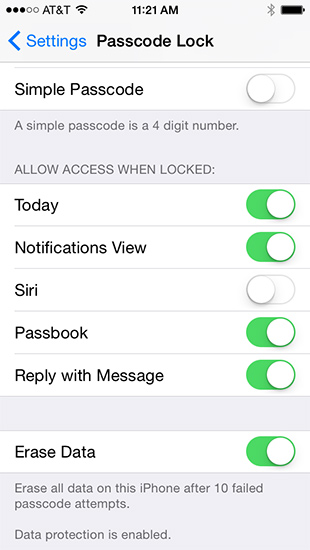 AT&T 11:21 AM
Settings Passcode Lock
Simple Passcode
A simple passcode is a 4 digit number.
ALLOW ACCESS WHEN LOCKED:
Today
Notifications View
Siri
Passbook
Reply with Message
Erase Data
Erase all data on this iPhone after 10 failed
passcode attempts.
Data protection is enabled.